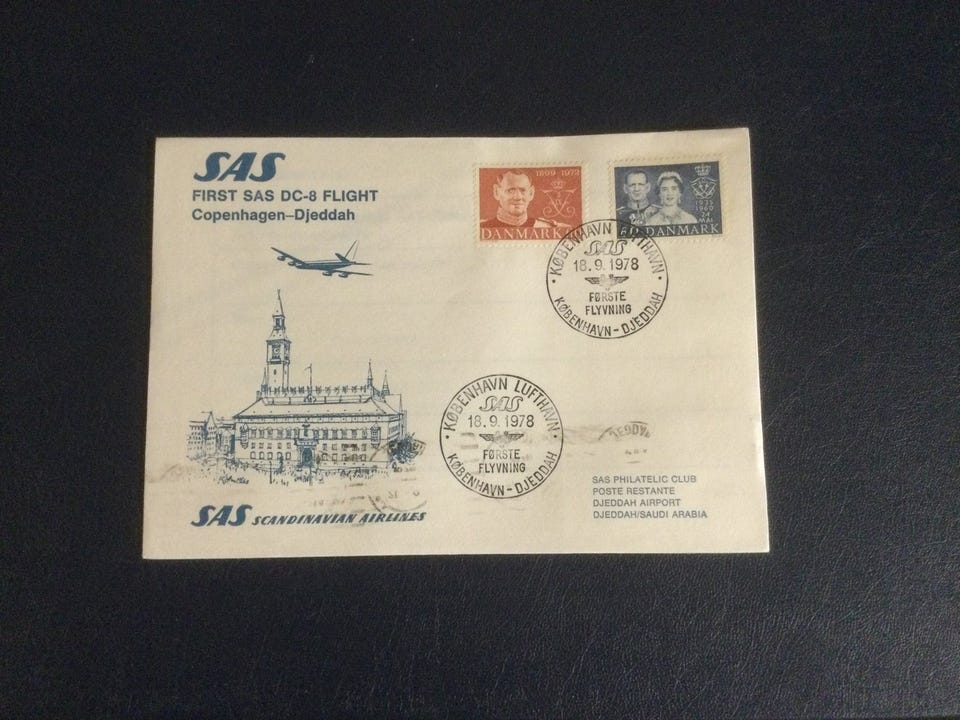 SAS
FIRST SAS DC-8 FLIGHT
Copenhagen–Djeddah
1899-1972
DANMARK
1935
1960
24
MAJ
60 DANMARK
KØBENHAVN LUFTHAVN
SAS
18.9.1978
FØRSTE
FLYVNING
KØBENHAVN - DJEDDAH
KØBENHAVN LUFTHAVN
SAS
18.9.1978
FØRSTE
FLYVNING
KØBENHAVN - DJEDDAH
SAS SCANDINAVIAN AIRLINES
SAS PHILATELIC CLUB
POSTE RESTANTE
DJEDDAH AIRPORT
DJEDDAH/SAUDI ARABIA